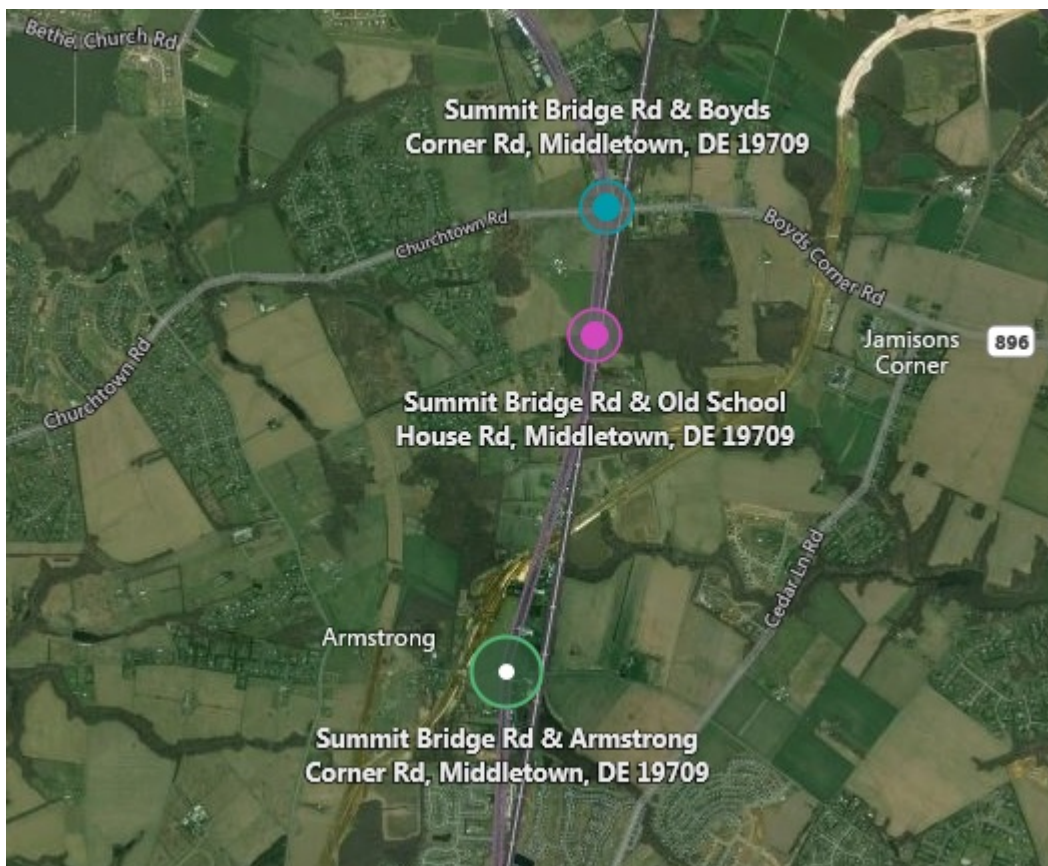 Bethel Church Rd
Summit Bridge Rd & Boyds
Corner Rd, Middletown, DE 19709
Churchtown Rd
Boyds Corner Rd
896
Jamisons
Corner
Churchtown Rd
Summit Bridge Rd & Old School
House Rd, Middletown, DE 19709
Cedar Ln Rd
Armstrong
Summit Bridge Rd & Armstrong
Corner Rd, Middletown, DE 19709